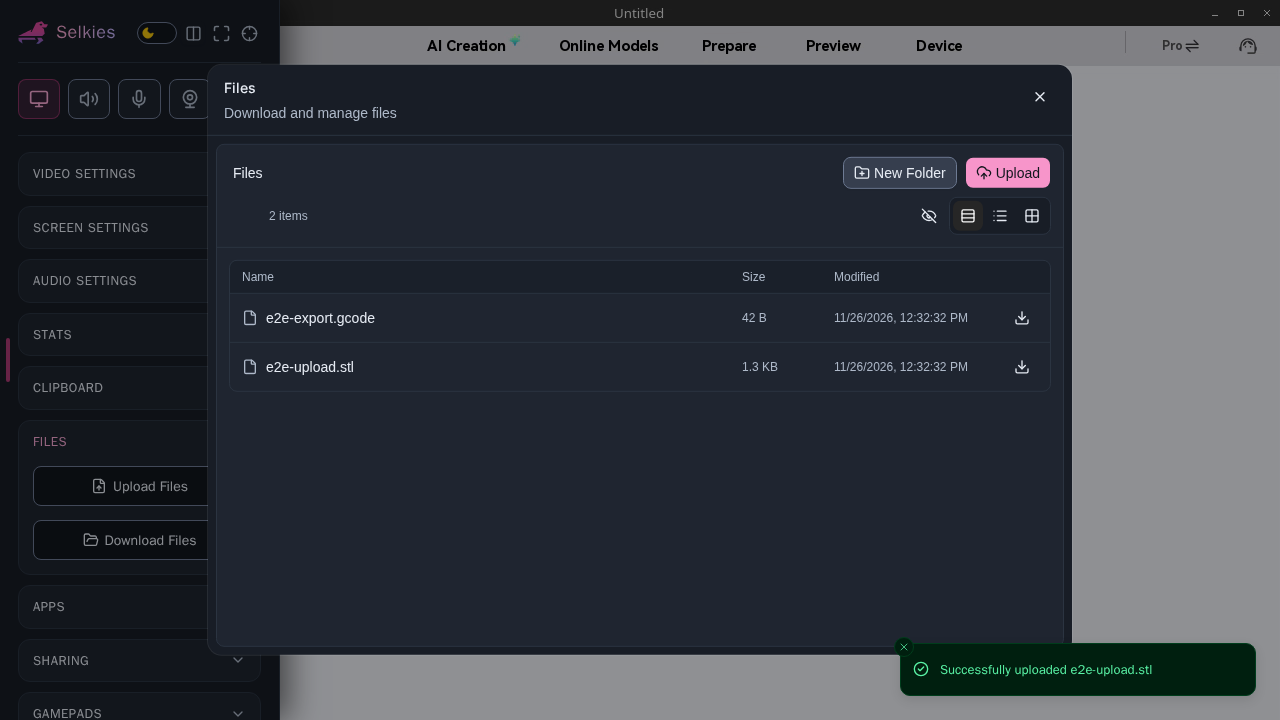 Untitled
Selkies
AI Creation
Online Models
Prepare
Preview
Device
Pro
Files
Download and manage files
Files
New Folder
Upload
2 items
Name
Size
Modified
e2e-export.gcode
42 B
11/26/2026, 12:32:32 PM
e2e-upload.stl
1.3 KB
11/26/2026, 12:32:32 PM
VIDEO SETTINGS
SCREEN SETTINGS
AUDIO SETTINGS
STATS
CLIPBOARD
FILES
Upload Files
Download Files
APPS
SHARING
GAMEPADS
Successfully uploaded e2e-upload.stl